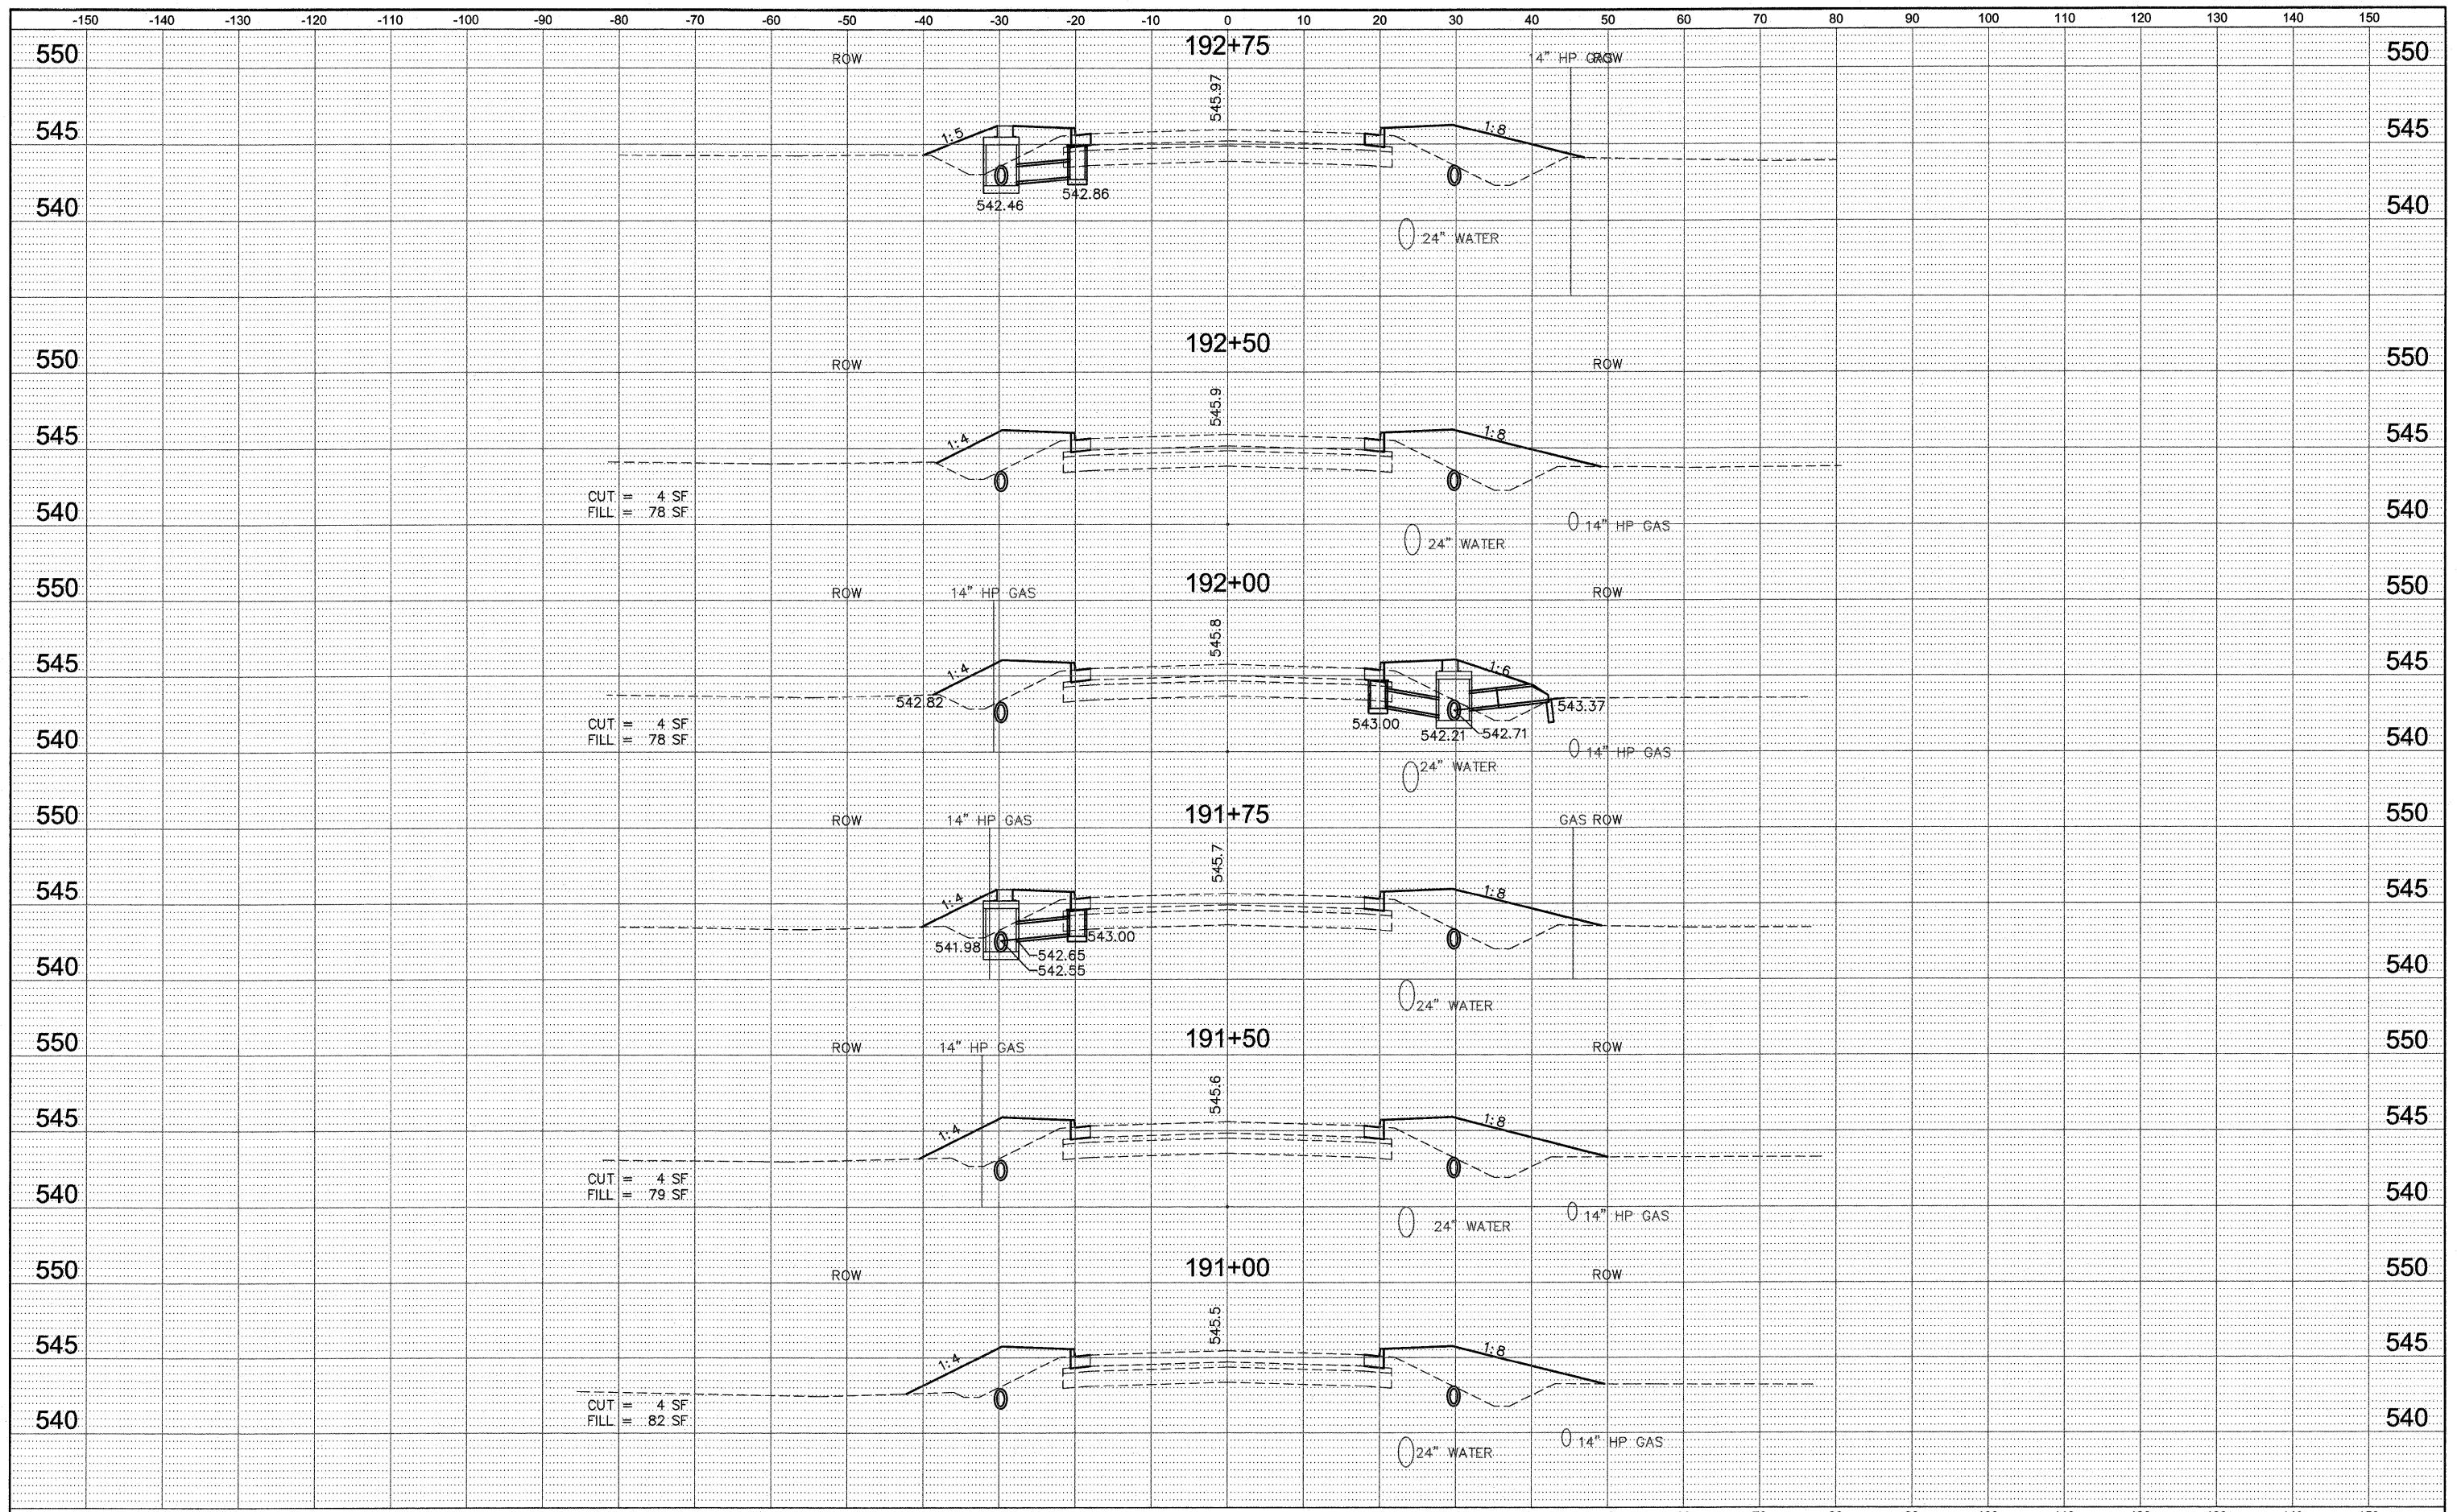 -150 -140 -130 -120 -110 -100 -90 -80 -70 -60 -50 -40 -30 -20 -10 0 10 20 30 40 50 60 70 80 90 100 110 120 130 140 150
192+75
550 ROW 14" HP GAS ROW 550
545.97
545 1:5 1:8 545
542.86
540 542.46 540
24" WATER
192+50
550 ROW ROW 550
545.9
545 1:4 1:8 545
CUT = 4 SF
540 FILL = 78 SF 540
14" HP GAS
24" WATER
192+00
550 ROW 14" HP GAS ROW 550
545.8
545 1:4 1:6 545
542.82 543.37
CUT = 4 SF 543.00
542.21 542.71
540 FILL = 78 SF 540
14" HP GAS
24" WATER
191+75
550 ROW 14" HP GAS GAS ROW 550
545.7
545 1:4 1:8 545
543.00
541.98
542.65
540 542.55 540
24" WATER
191+50
550 ROW 14" HP GAS ROW 550
545.6
545 1:4 1:8 545
CUT = 4 SF
540 FILL = 79 SF 540
14" HP GAS
24" WATER
191+00
550 ROW ROW 550
545.5
545 1:4 1:8 545
CUT = 4 SF
540 FILL = 82 SF 540
14" HP GAS
24" WATER